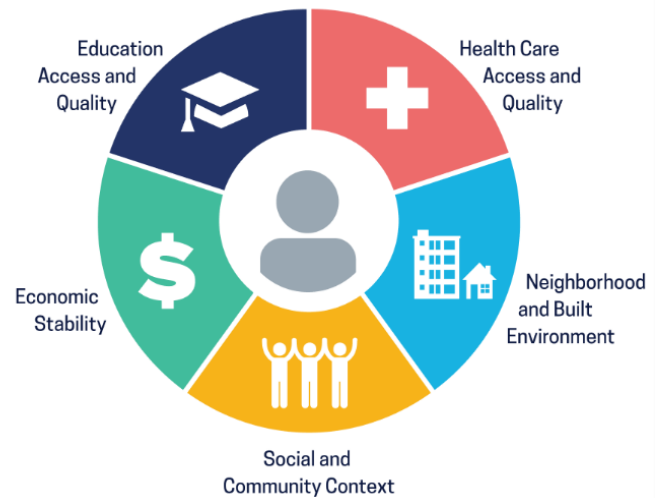 Education
Access and
Quality
Health Care
Access and
Quality
$
Economic
Stability
Neighborhood
and Built
Environment
Social and
Community Context